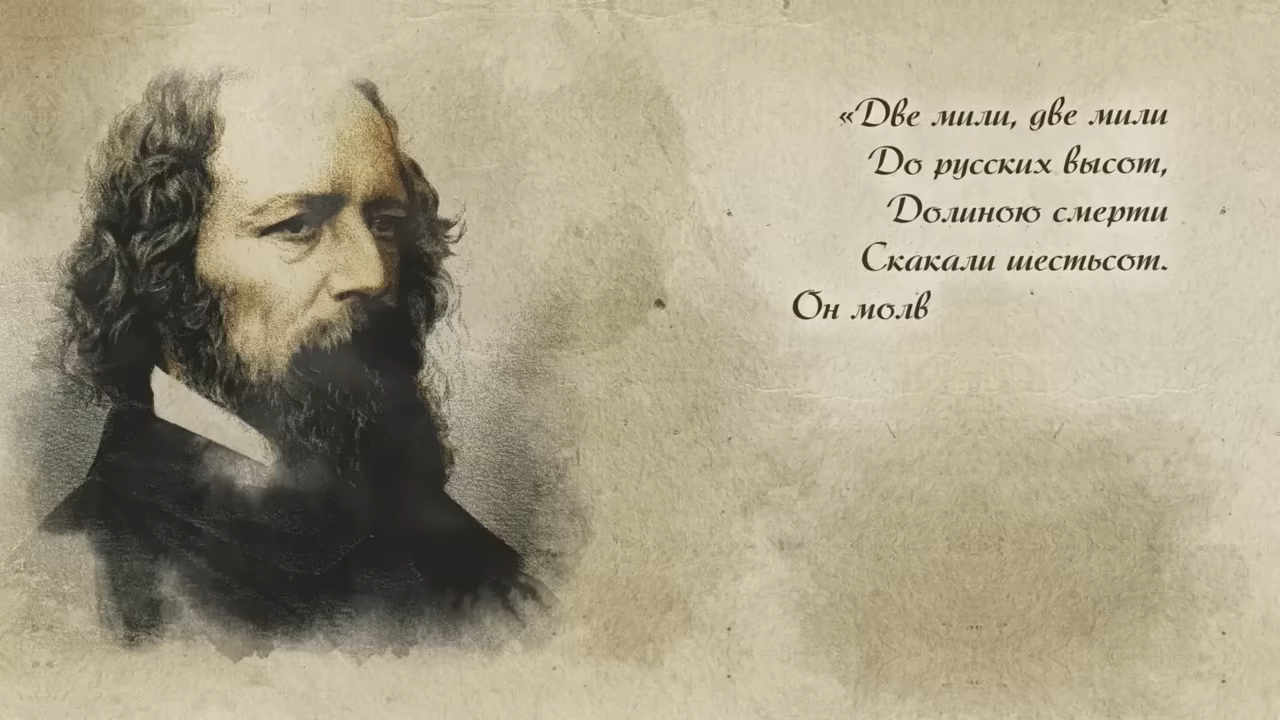 «Две мили, две мили
До русских высот,
Долиною смерти
Скакали шестьсот.
Он молв